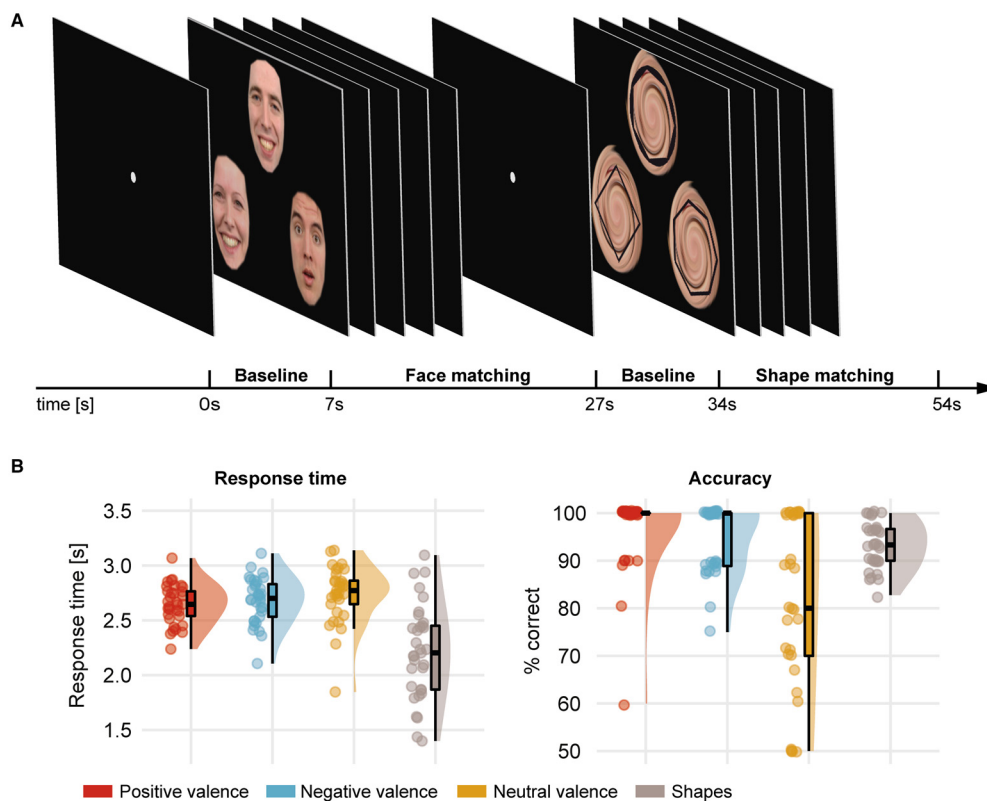 A
Baseline
Face matching
Baseline
Shape matching
time [s]
0s
7s
27s
34s
54s
B
Response time
Accuracy
Response time [s]
3.5
3.0
2.5
2.0
1.5
% correct
100
90
80
70
60
50
Positive valence
Negative valence
Neutral valence
Shapes